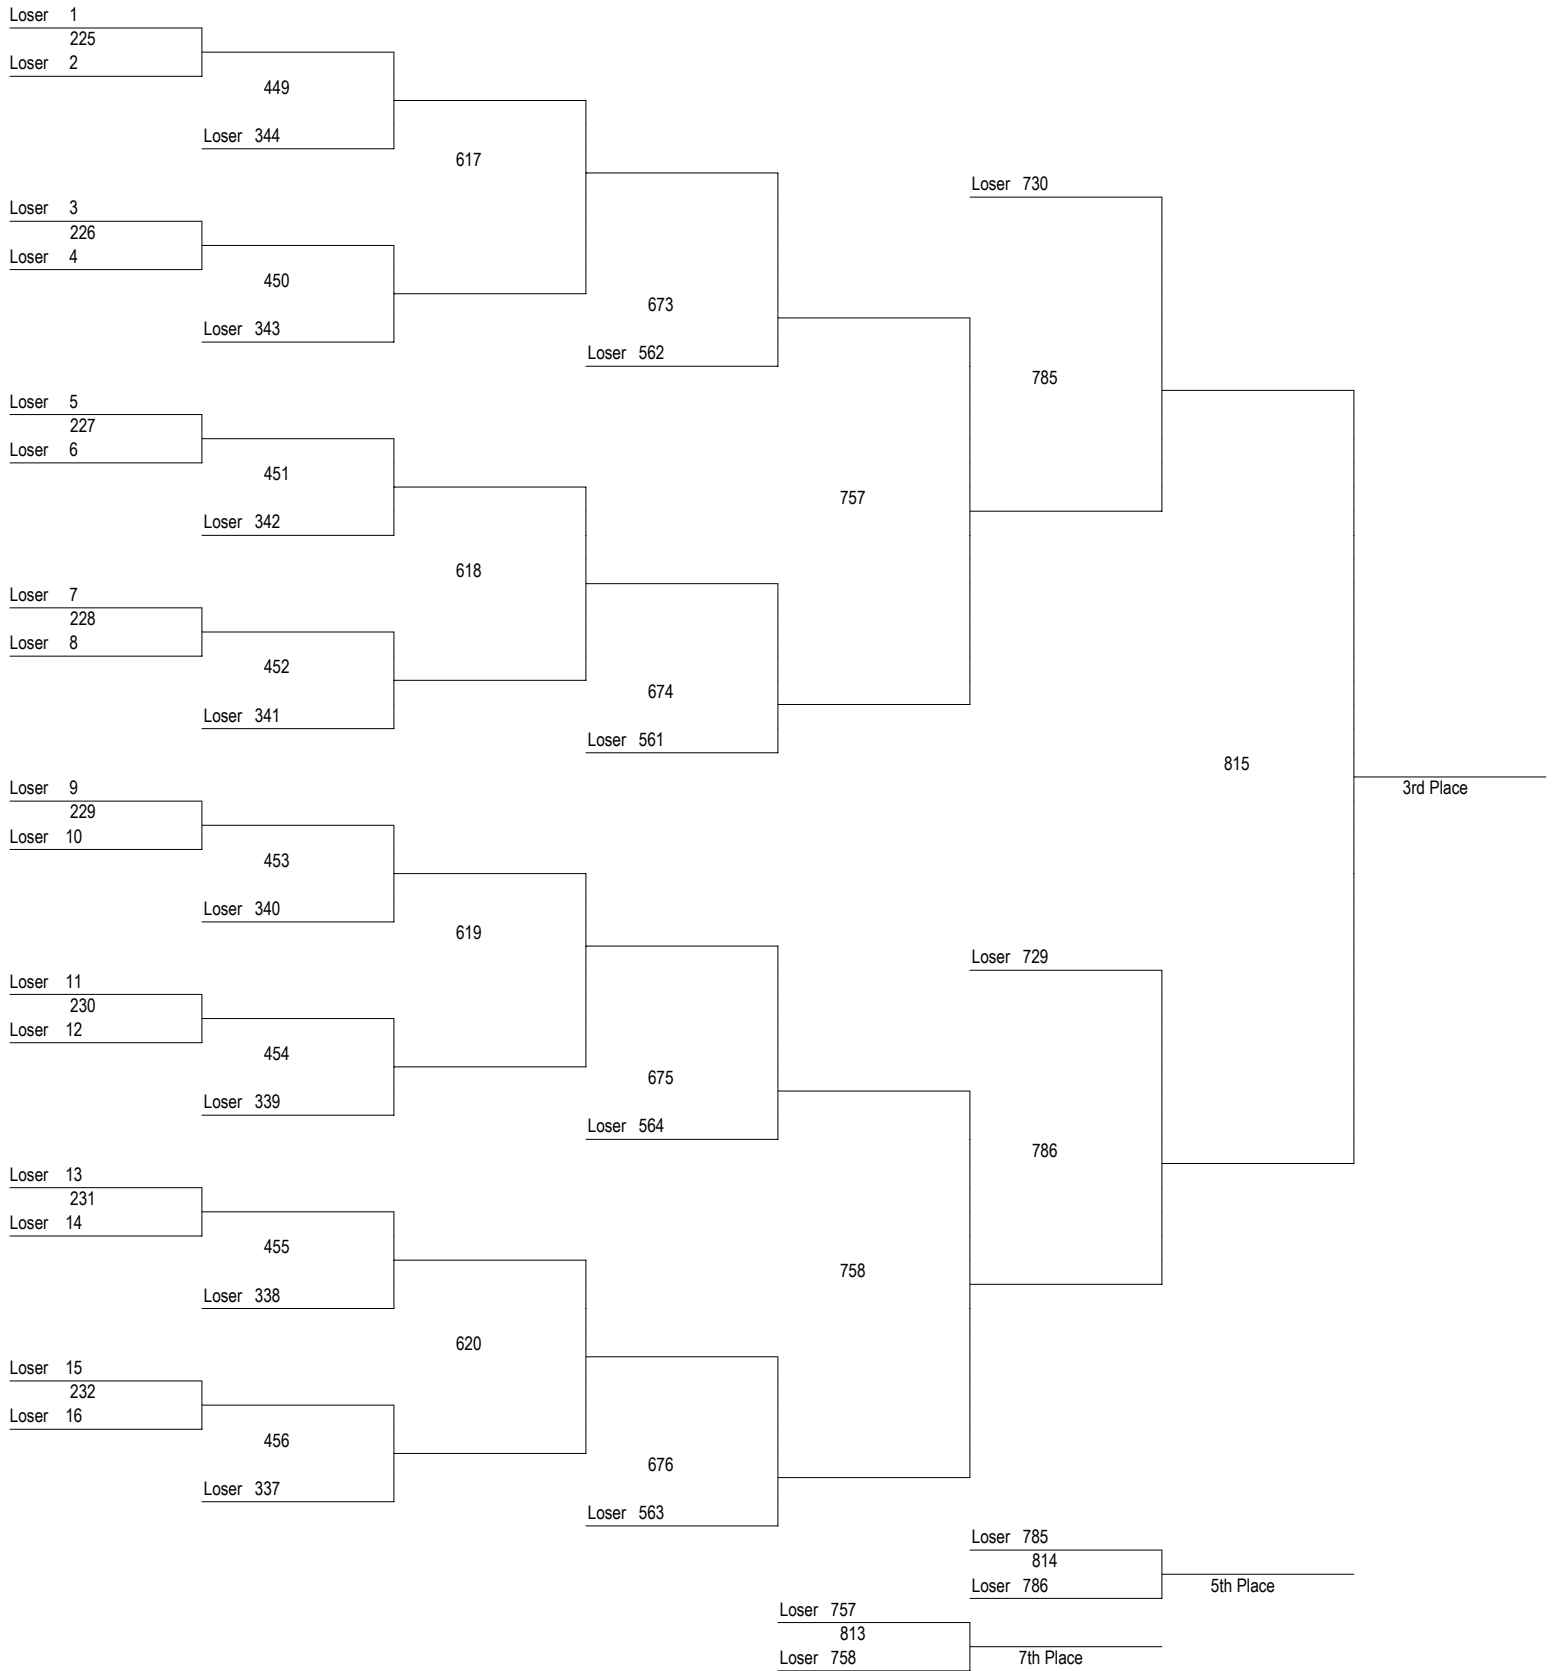 Loser 1
225
Loser 2
449
Loser 344
617
Loser 730
Loser 3
226
Loser 4
450
673
Loser 343
Loser 562
785
Loser 5
227
Loser 6
451
757
Loser 342
618
Loser 7
228
Loser 8
452
674
Loser 341
Loser 561
815
3rd Place
Loser 9
229
Loser 10
453
Loser 340
619
Loser 729
Loser 11
230
Loser 12
454
675
Loser 339
Loser 564
786
Loser 13
231
Loser 14
455
758
Loser 338
620
Loser 15
232
Loser 16
456
676
Loser 337
Loser 563
Loser 785
814
Loser 786
5th Place
Loser 757
813
Loser 758
7th Place